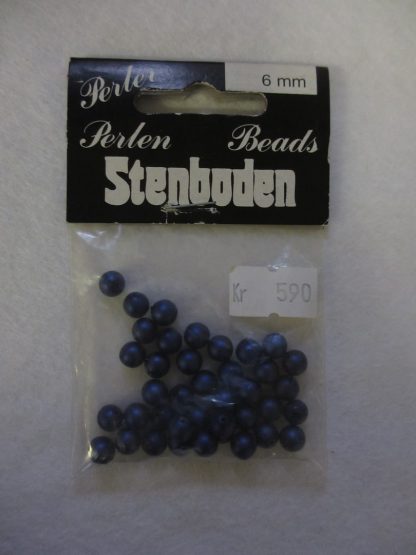 Perler
6 mm
Perlen Beads
Stenboden
Kr 590